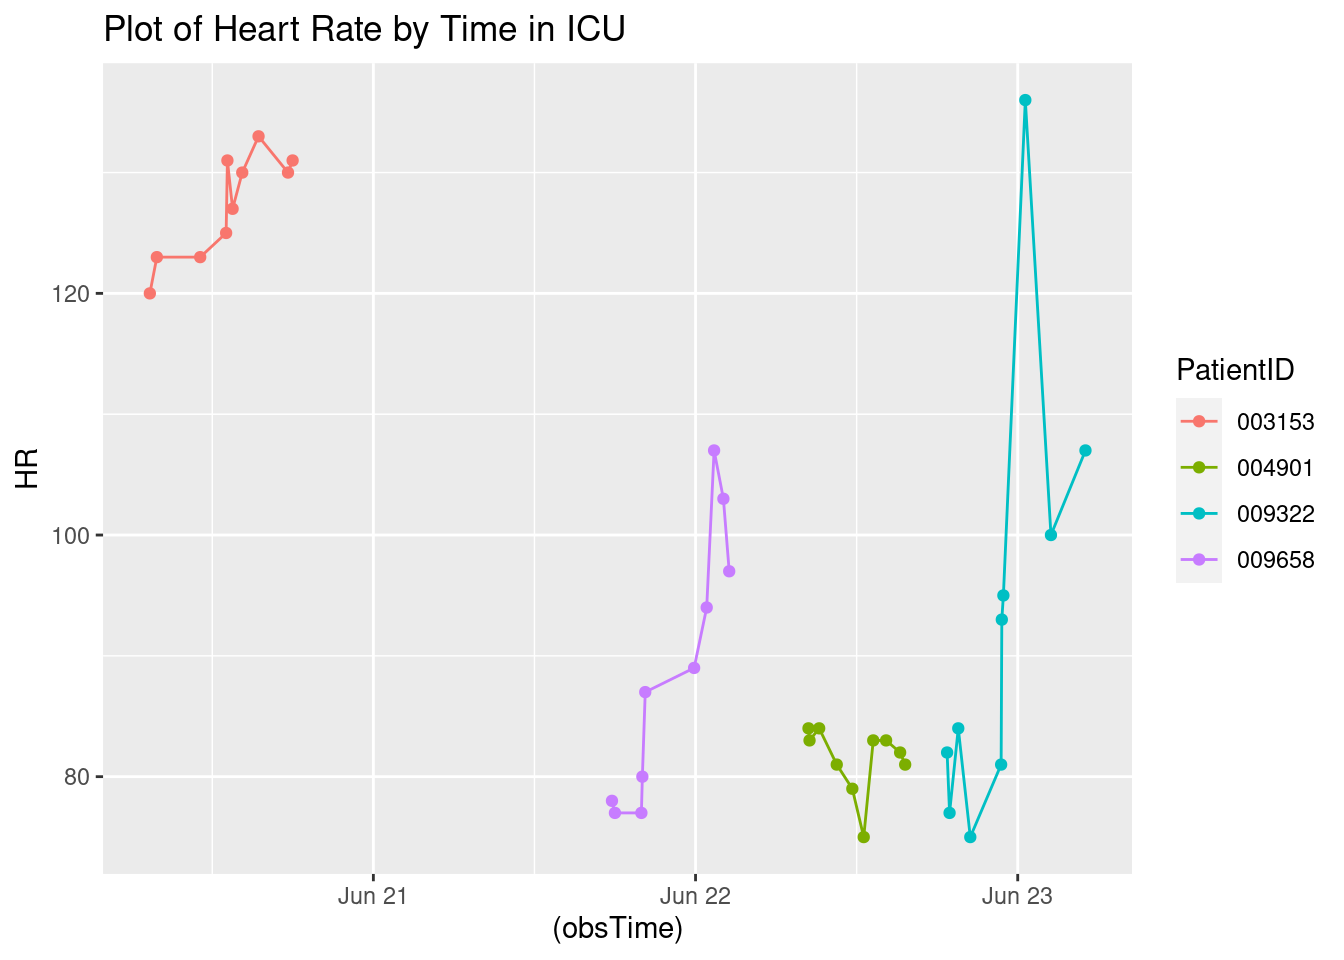 Plot of Heart Rate by Time in ICU
HR
120
100
80
Jun 21
Jun 22
Jun 23
(obsTime)
PatientID
003153
004901
009322
009658